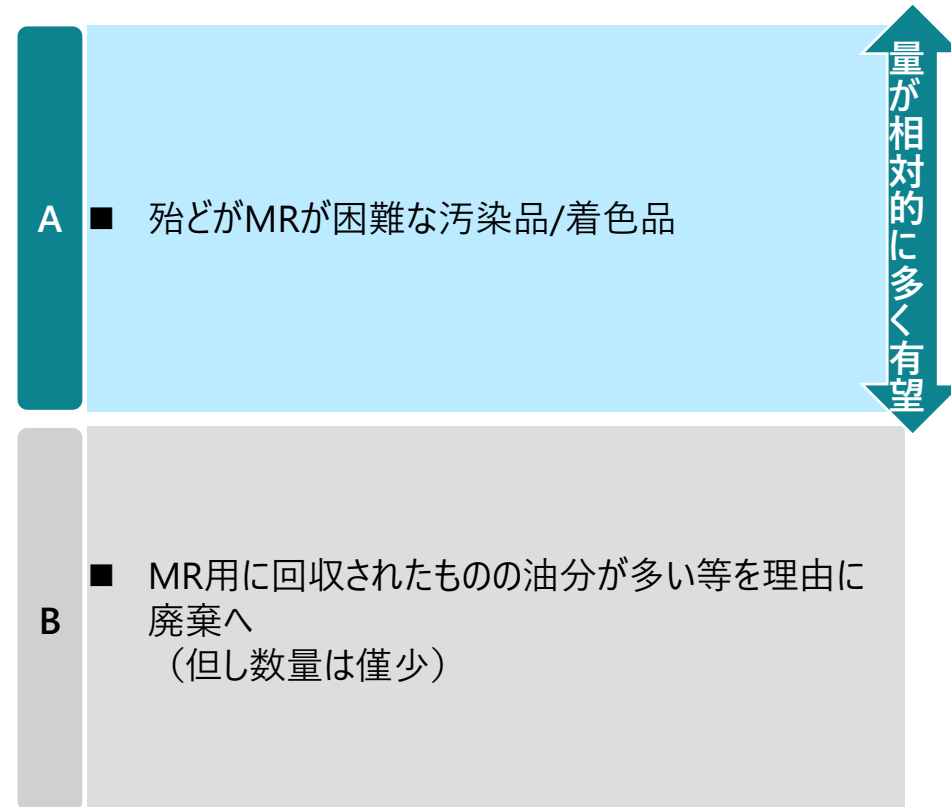 A
■ 殆どがMRが困難な汚染品/着色品
量が相対的に多く有望
B
■ MR用に回収されたものの油分が多い等を理由に
廃棄へ
（但し数量は僅少）